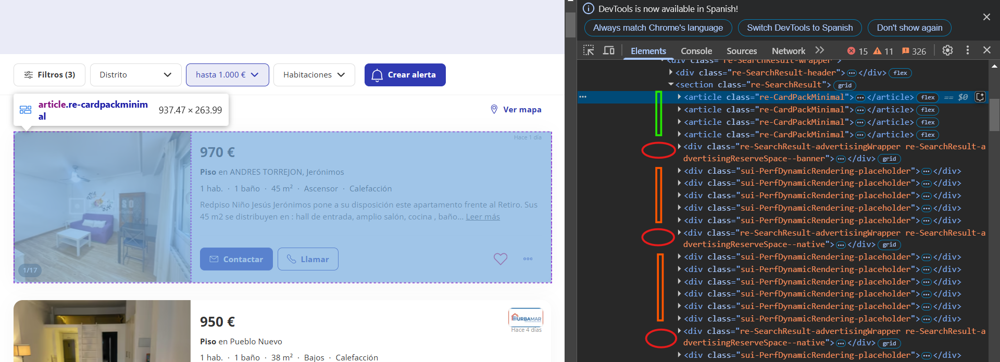 Filtros (3)
Distrito
hasta 1.000 €
Habitaciones
Crear alerta
article.re-cardpackminim
al
937.47 × 263.99
Ver mapa
Hace 1 día
970 €
Piso en ANDRES TORREJON, Jerónimos
1 hab. · 1 baño · 45 m² · Ascensor · Calefacción
Redpiso Niño Jesús Jerónimos pone a su disposición este apartamento frente al Retiro. Sus
45 m2 se distribuyen en : hall de entrada, amplio salón, cocina , baño... Leer más
Contactar
Llamar
1/17
950 €
URBAMAR
Hace 4 días
Piso en Pueblo Nuevo
1 hab. · 1 baño · 38 m² · Bajos · Calefacción
DevTools is now available in Spanish!
Always match Chrome's language
Switch DevTools to Spanish
Don't show again
Elements
Console
Sources
Network
15
11
326
<div class="re-SearchResult-wrapper">
<div class="re-SearchResult-header">…</div> flex
<section class="re-SearchResult"> grid
<article class="re-CardPackMinimal">…</article> flex == $0
<article class="re-CardPackMinimal">…</article> flex
<article class="re-CardPackMinimal">…</article> flex
<article class="re-CardPackMinimal">…</article> flex
<div class="re-SearchResult-advertisingWrapper re-SearchResult-a
dvertisingReserveSpace--banner">…</div> grid
<div class="sui-PerfDynamicRendering-placeholder">…</div>
<div class="sui-PerfDynamicRendering-placeholder">…</div>
<div class="sui-PerfDynamicRendering-placeholder">…</div>
<div class="sui-PerfDynamicRendering-placeholder">…</div>
<div class="sui-PerfDynamicRendering-placeholder">…</div>
<div class="re-SearchResult-advertisingWrapper re-SearchResult-a
dvertisingReserveSpace--native">…</div> grid
<div class="sui-PerfDynamicRendering-placeholder">…</div>
<div class="sui-PerfDynamicRendering-placeholder">…</div>
<div class="sui-PerfDynamicRendering-placeholder">…</div>
<div class="sui-PerfDynamicRendering-placeholder">…</div>
<div class="sui-PerfDynamicRendering-placeholder">…</div>
<div class="sui-PerfDynamicRendering-placeholder">…</div>
<div class="re-SearchResult-advertisingWrapper re-SearchResult-a
dvertisingReserveSpace--native">…</div> grid
<div class="sui-PerfDynamicRendering-placeholder">…</div>